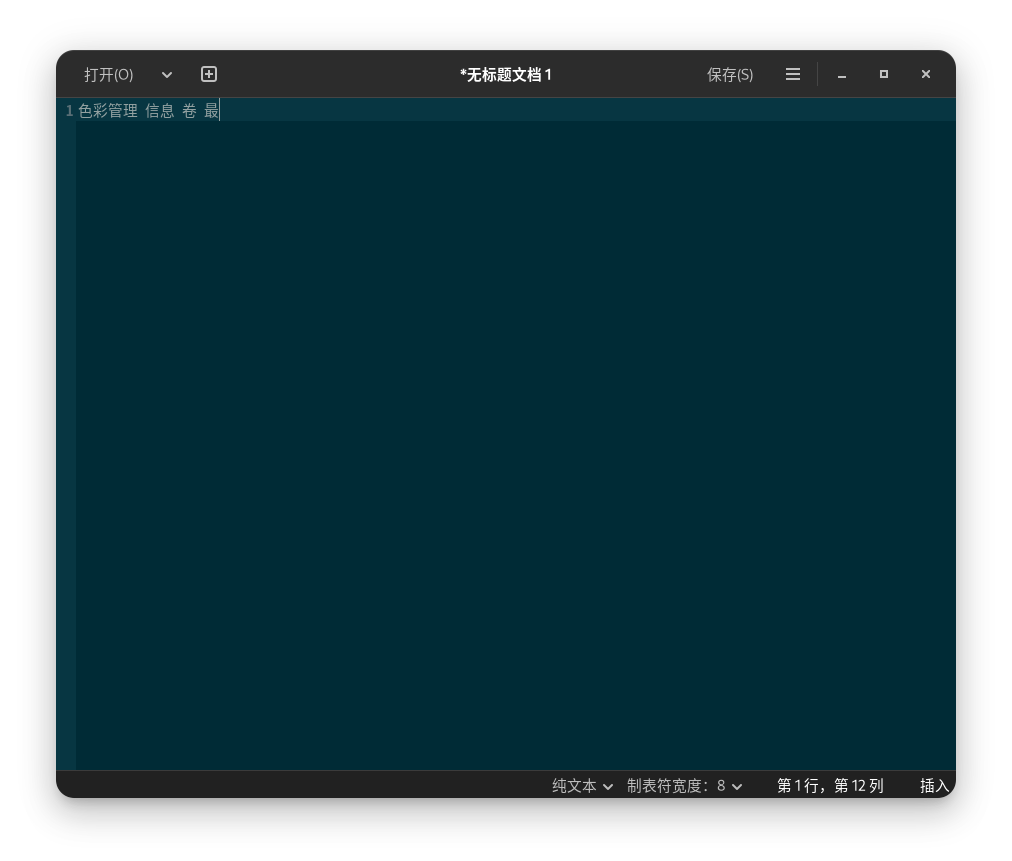 打开(O) *无标题文档 1 保存(S)
1 色彩管理 信息 卷 最
纯文本 制表符宽度：8 第 1 行，第 12 列 插入